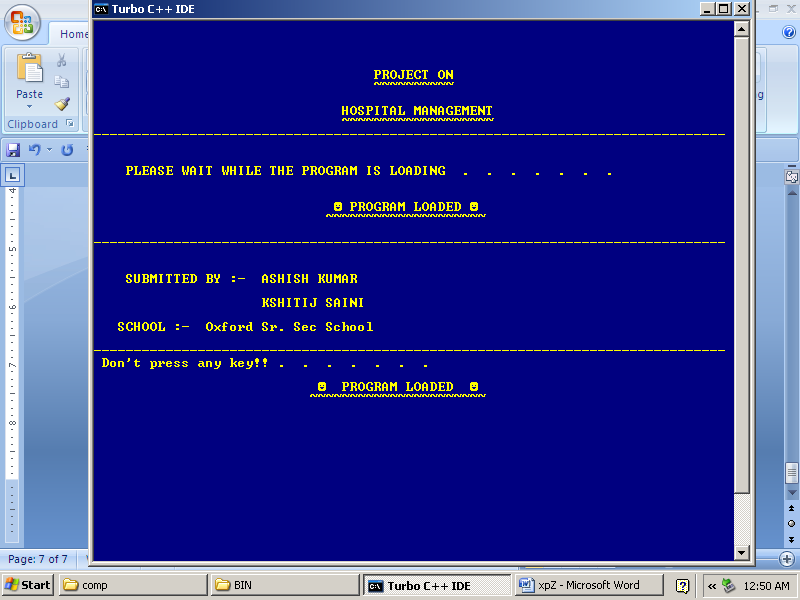 Turbo C++ IDE
Home
Paste
Clipboard
PROJECT ON
HOSPITAL MANAGEMENT
PLEASE WAIT WHILE THE PROGRAM IS LOADING . . . . . . .
PROGRAM LOADED
SUBMITTED BY :- ASHISH KUMAR
KSHITIJ SAINI
SCHOOL :- Oxford Sr. Sec School
Don't press any key!! . . . . . . .
PROGRAM LOADED
Page: 7 of 7
Start
comp
BIN
Turbo C++ IDE
xpZ - Microsoft Word
12:50 AM